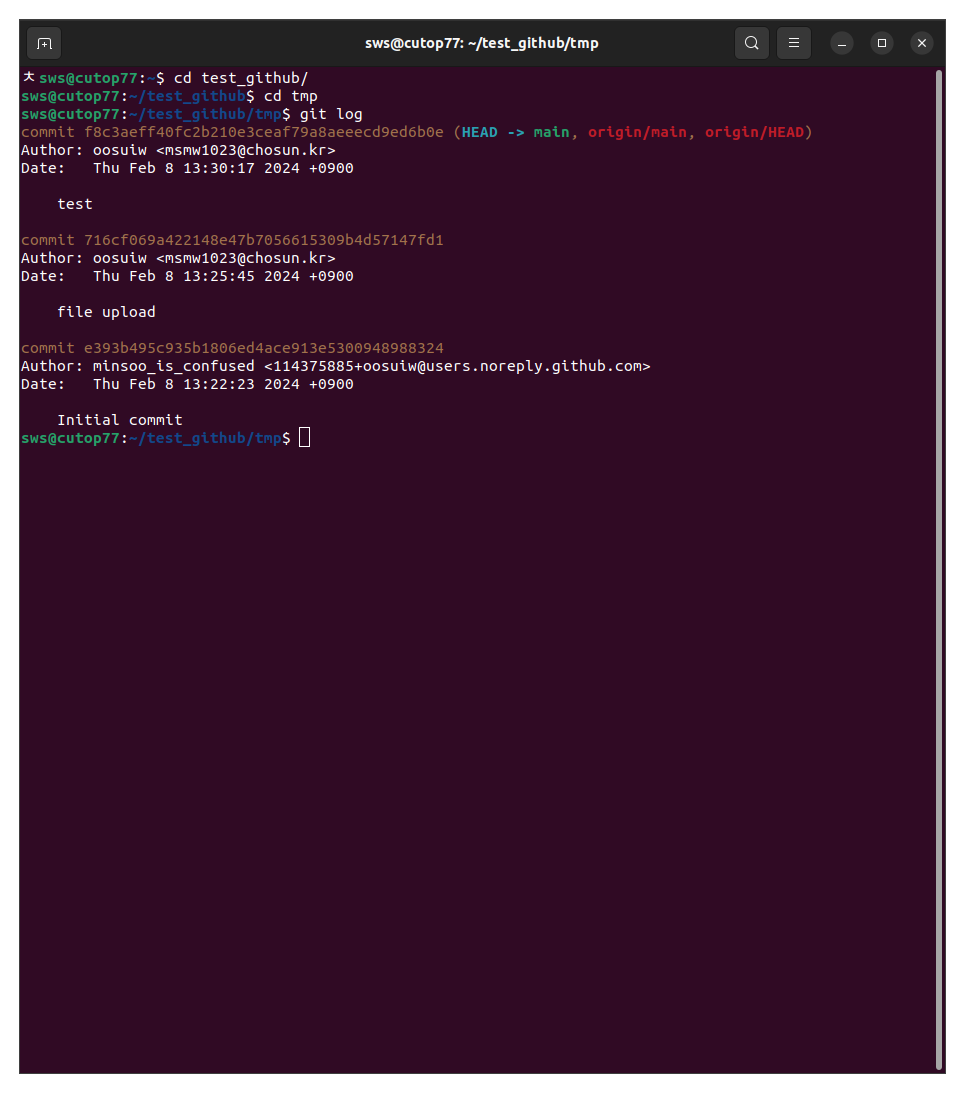 sws@cutop77: ~/test_github/tmp
ㅊsws@cutop77:~$ cd test_github/
sws@cutop77:~/test_github$ cd tmp
sws@cutop77:~/test_github/tmp$ git log
commit f8c3aeff40fc2b210e3ceaf79a8aeeecd9ed6b0e (HEAD -> main, origin/main, origin/HEAD)
Author: oosuiw <msmw1023@chosun.kr>
Date:   Thu Feb 8 13:30:17 2024 +0900

    test

commit 716cf069a422148e47b7056615309b4d57147fd1
Author: oosuiw <msmw1023@chosun.kr>
Date:   Thu Feb 8 13:25:45 2024 +0900

    file upload

commit e393b495c935b1806ed4ace913e5300948988324
Author: minsoo_is_confused <114375885+oosuiw@users.noreply.github.com>
Date:   Thu Feb 8 13:22:23 2024 +0900

    Initial commit
sws@cutop77:~/test_github/tmp$